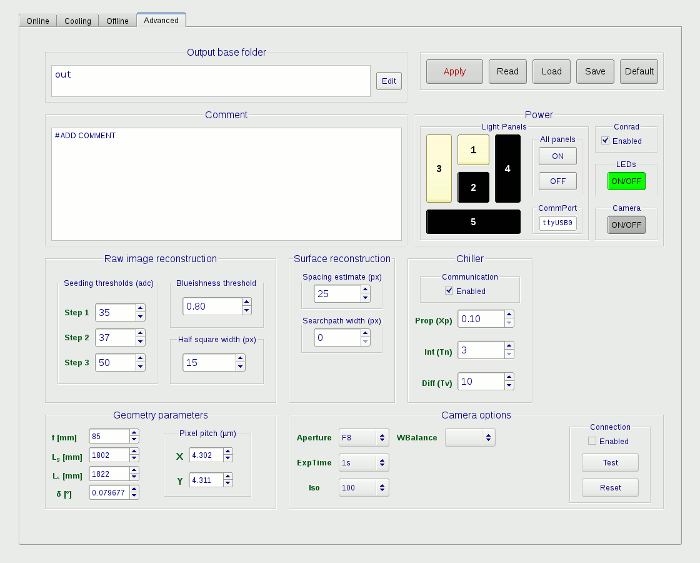 Online Cooling Offline Advanced
Output base folder
out
Edit
Apply Read Load Save Default
Comment
#ADD COMMENT
Power
Light Panels
1
2
3
4
5
All panels
ON
OFF
CommPort
ttyUSB0
Conrad
Enabled
LEDs
ON/OFF
Camera
ON/OFF
Raw image reconstruction
Seeding thresholds (adc)
Step 1 35
Step 2 37
Step 3 50
Blueishness threshold
0.80
Half square width (px)
15
Surface reconstruction
Spacing estimate (px)
25
Searchpath width (px)
0
Chiller
Communication
Enabled
Prop (Xp) 0.10
Int (Tn) 3
Diff (Tv) 10
Geometry parameters
f [mm] 85
[mm] 1802
[mm] 1822
δ [°] 0.079677
Pixel pitch (µm)
X 4.302
Y 4.311
Camera options
Aperture F8 WBalance
ExpTime 1s
Iso 100
Connection
Enabled
Test
Reset